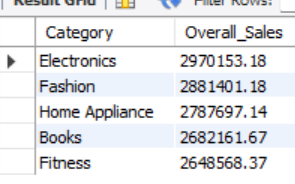 Result Grid Filter Rows:
Category Overall_Sales
Electronics 2970153.18
Fashion 2881401.18
Home Appliance 2787697.14
Books 2682161.67
Fitness 2648568.37